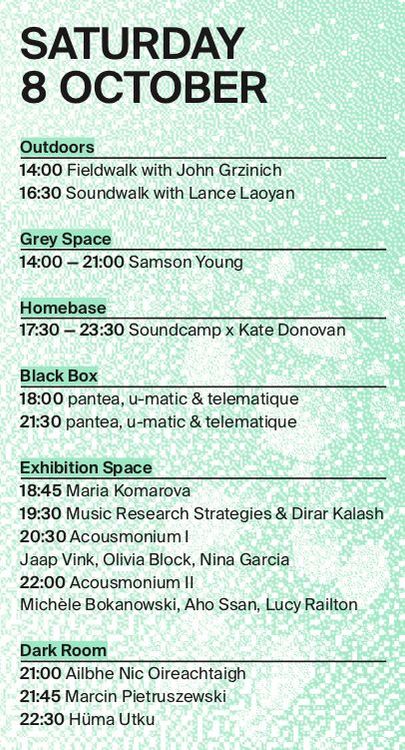 SATURDAY
8 OCTOBER
Outdoors
14:00 Fieldwalk with John Grzinich
16:30 Soundwalk with Lance Laoyan
Grey Space
14:00 – 21:00 Samson Young
Homebase
17:30 – 23:30 Soundcamp x Kate Donovan
Black Box
18:00 pantea, u-matic & telematique
21:30 pantea, u-matic & telematique
Exhibition Space
18:45 Maria Komarova
19:30 Music Research Strategies & Dirar Kalash
20:30 Acousmonium I
Jaap Vink, Olivia Block, Nina Garcia
22:00 Acousmonium II
Michèle Bokanowski, Aho Ssan, Lucy Railton
Dark Room
21:00 Ailbhe Nic Oireachtaigh
21:45 Marcin Pietruszewski
22:30 Hüma Utku